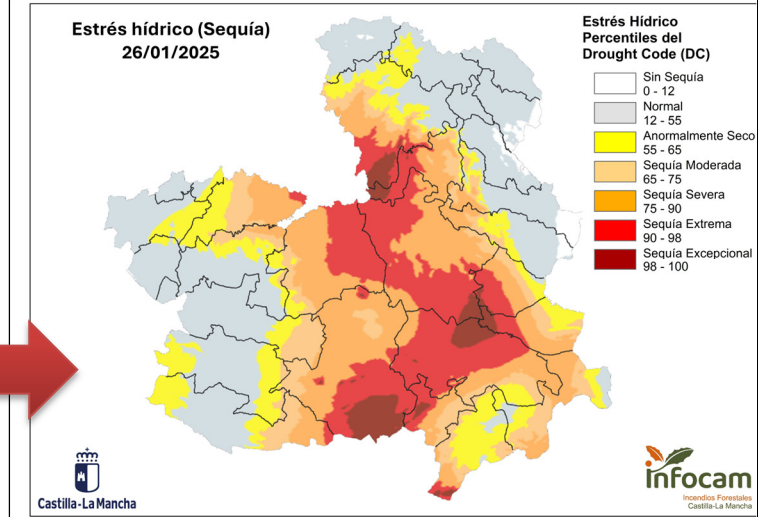 Estrés hídrico (Sequía)
26/01/2025
Estrés Hídrico
Percentiles del
Drought Code (DC)
Sin Sequía
0 - 12
Normal
12 - 55
Anormalmente Seco
55 - 65
Sequía Moderada
65 - 75
Sequía Severa
75 - 90
Sequía Extrema
90 - 98
Sequía Excepcional
98 - 100
Castilla-La Mancha
infocam
Incendios Forestales
Castilla-La Mancha